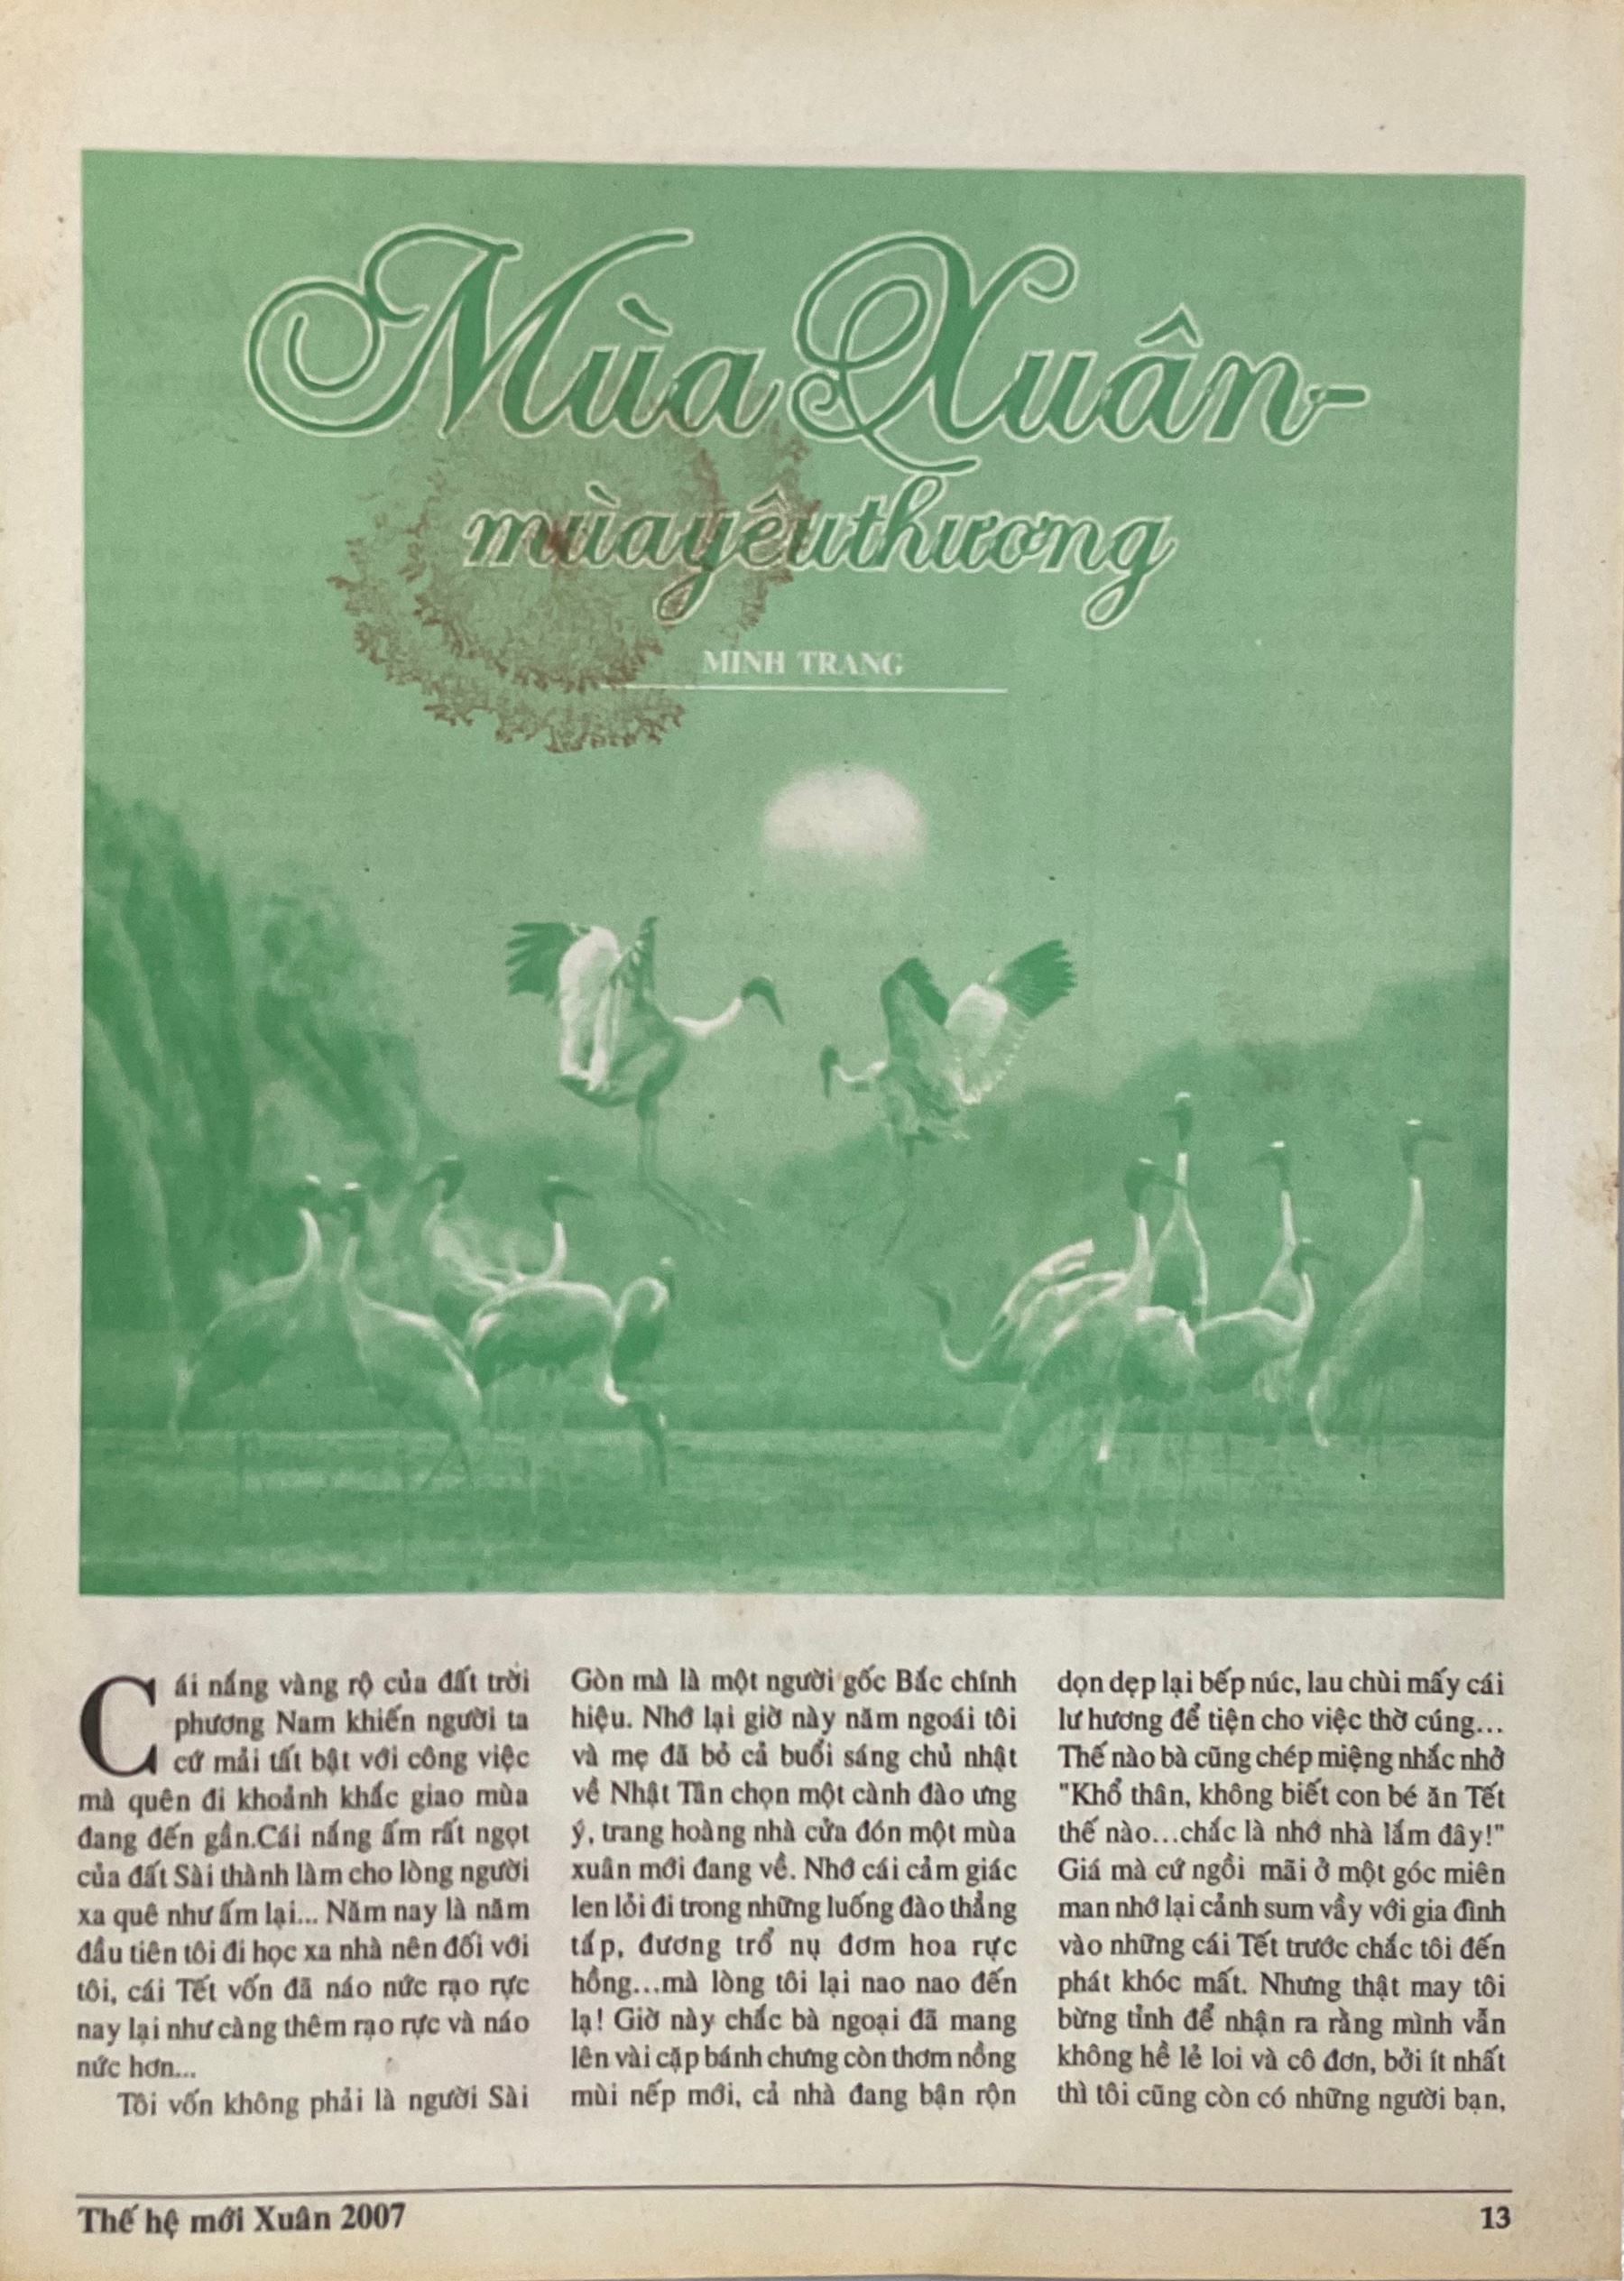 Mùa Xuân-
mùa yêu thương
MINH TRANG
Cái nắng vàng rộ của đất trời
phương Nam khiến người ta
cứ mải tất bật với công việc
mà quên đi khoảnh khắc giao mùa
đang đến gần.Cái nắng ấm rất ngọt
của đất Sài thành làm cho lòng người
xa quê như ấm lại... Năm nay là năm
đầu tiên tôi đi học xa nhà nên đối với
tôi, cái Tết vốn đã náo nức rạo rực
nay lại như càng thêm rạo rực và náo
nức hơn...
Tôi vốn không phải là người Sài
Gòn mà là một người gốc Bắc chính
hiệu. Nhớ lại giờ này năm ngoái tôi
và mẹ đã bỏ cả buổi sáng chủ nhật
về Nhật Tân chọn một cành đào ưng
ý, trang hoàng nhà cửa đón một mùa
xuân mới đang về. Nhớ cái cảm giác
len lỏi đi trong những luống đào thẳng
tắp, đương trổ nụ đơm hoa rực
hồng...mà lòng tôi lại nao nao đến
lạ! Giờ này chắc bà ngoại đã mang
lên vài cặp bánh chưng còn thơm nồng
mùi nếp mới, cả nhà đang bận rộn
dọn dẹp lại bếp núc, lau chùi mấy cái
lư hương để tiện cho việc thờ cúng...
Thế nào bà cũng chép miệng nhắc nhở
"Khổ thân, không biết con bé ăn Tết
thế nào...chắc là nhớ nhà lắm đây!"
Giá mà cứ ngồi mãi ở một góc miên
man nhớ lại cảnh sum vầy với gia đình
vào những cái Tết trước chắc tôi đến
phát khóc mất. Nhưng thật may tôi
bừng tỉnh để nhận ra rằng mình vẫn
không hề lẻ loi và cô đơn, bởi ít nhất
thì tôi cũng còn có những người bạn,
Thế hệ mới Xuân 2007
13